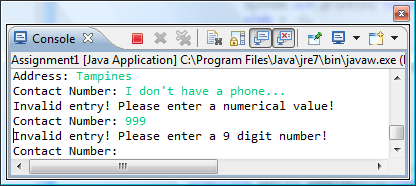 Console
Assignment1 [Java Application] C:\Program Files\Java\jre7\bin\javaw.exe (
Address: Tampines
Contact Number: I don't have a phone...
Invalid entry! Please enter a numerical value!
Contact Number: 999
Invalid entry! Please enter a 9 digit number!
Contact Number: